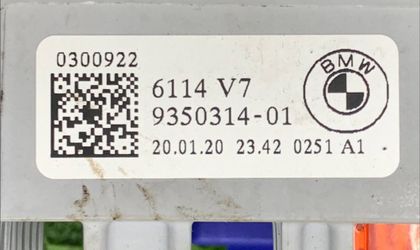 0300922
6114 V7
9350314-01
20.01.20 23.42 0251 A1
BMW